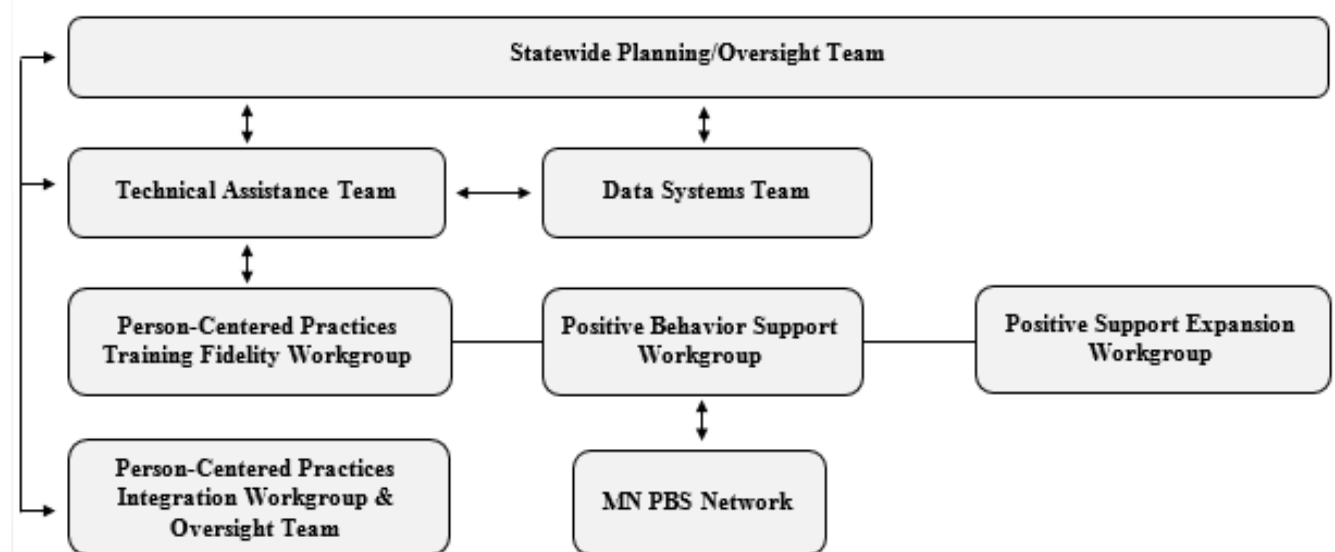 Statewide Planning/Oversight Team
Technical Assistance Team
Data Systems Team
Person-Centered Practices
Training Fidelity Workgroup
Positive Behavior Support
Workgroup
Positive Support Expansion
Workgroup
Person-Centered Practices
Integration Workgroup &
Oversight Team
MN PBS Network